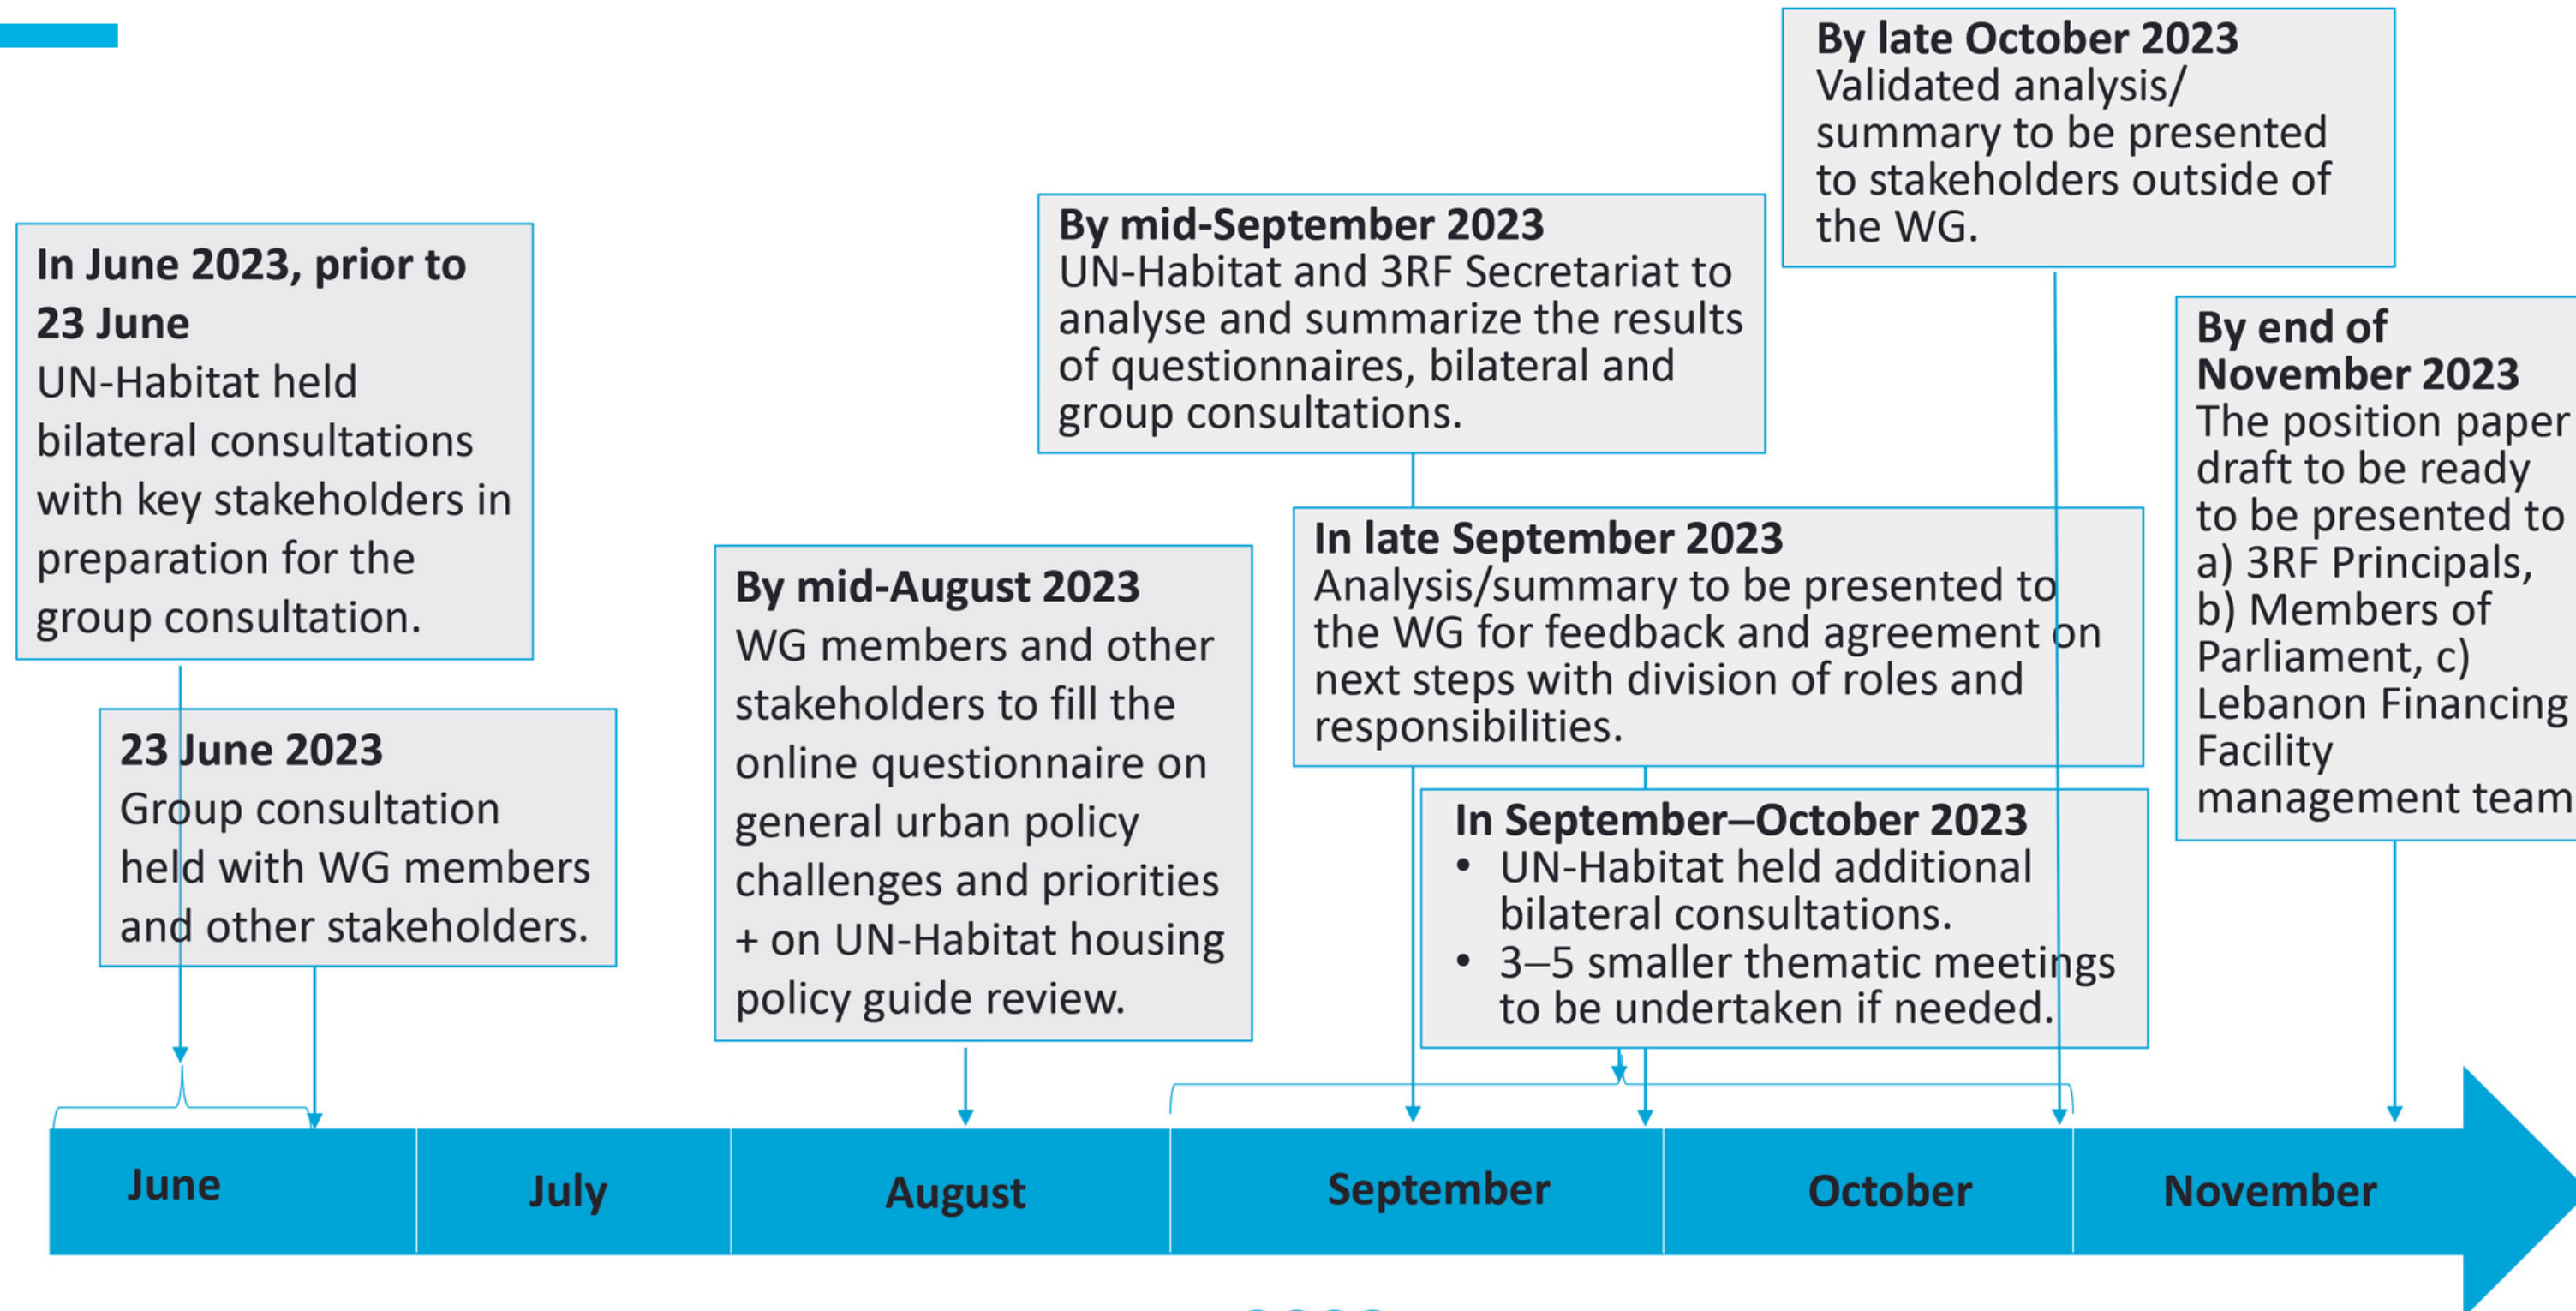 By late October 2023
Validated analysis/
summary to be presented
to stakeholders outside of
the WG.
By mid-September 2023
UN-Habitat and 3RF Secretariat to
analyse and summarize the results
of questionnaires, bilateral and
group consultations.
In June 2023, prior to
23 June
UN-Habitat held
bilateral consultations
with key stakeholders in
preparation for the
group consultation.
By end of
November 2023
The position paper
draft to be ready
to be presented to
a) 3RF Principals,
b) Members of
Parliament, c)
Lebanon Financing
Facility
management team
In late September 2023
Analysis/summary to be presented to
the WG for feedback and agreement on
next steps with division of roles and
responsibilities.
By mid-August 2023
WG members and other
stakeholders to fill the
online questionnaire on
general urban policy
challenges and priorities
+ on UN-Habitat housing
policy guide review.
23 June 2023
Group consultation
held with WG members
and other stakeholders.
In September–October 2023
• UN-Habitat held additional
bilateral consultations.
• 3–5 smaller thematic meetings
to be undertaken if needed.
June
July
August
September
October
November